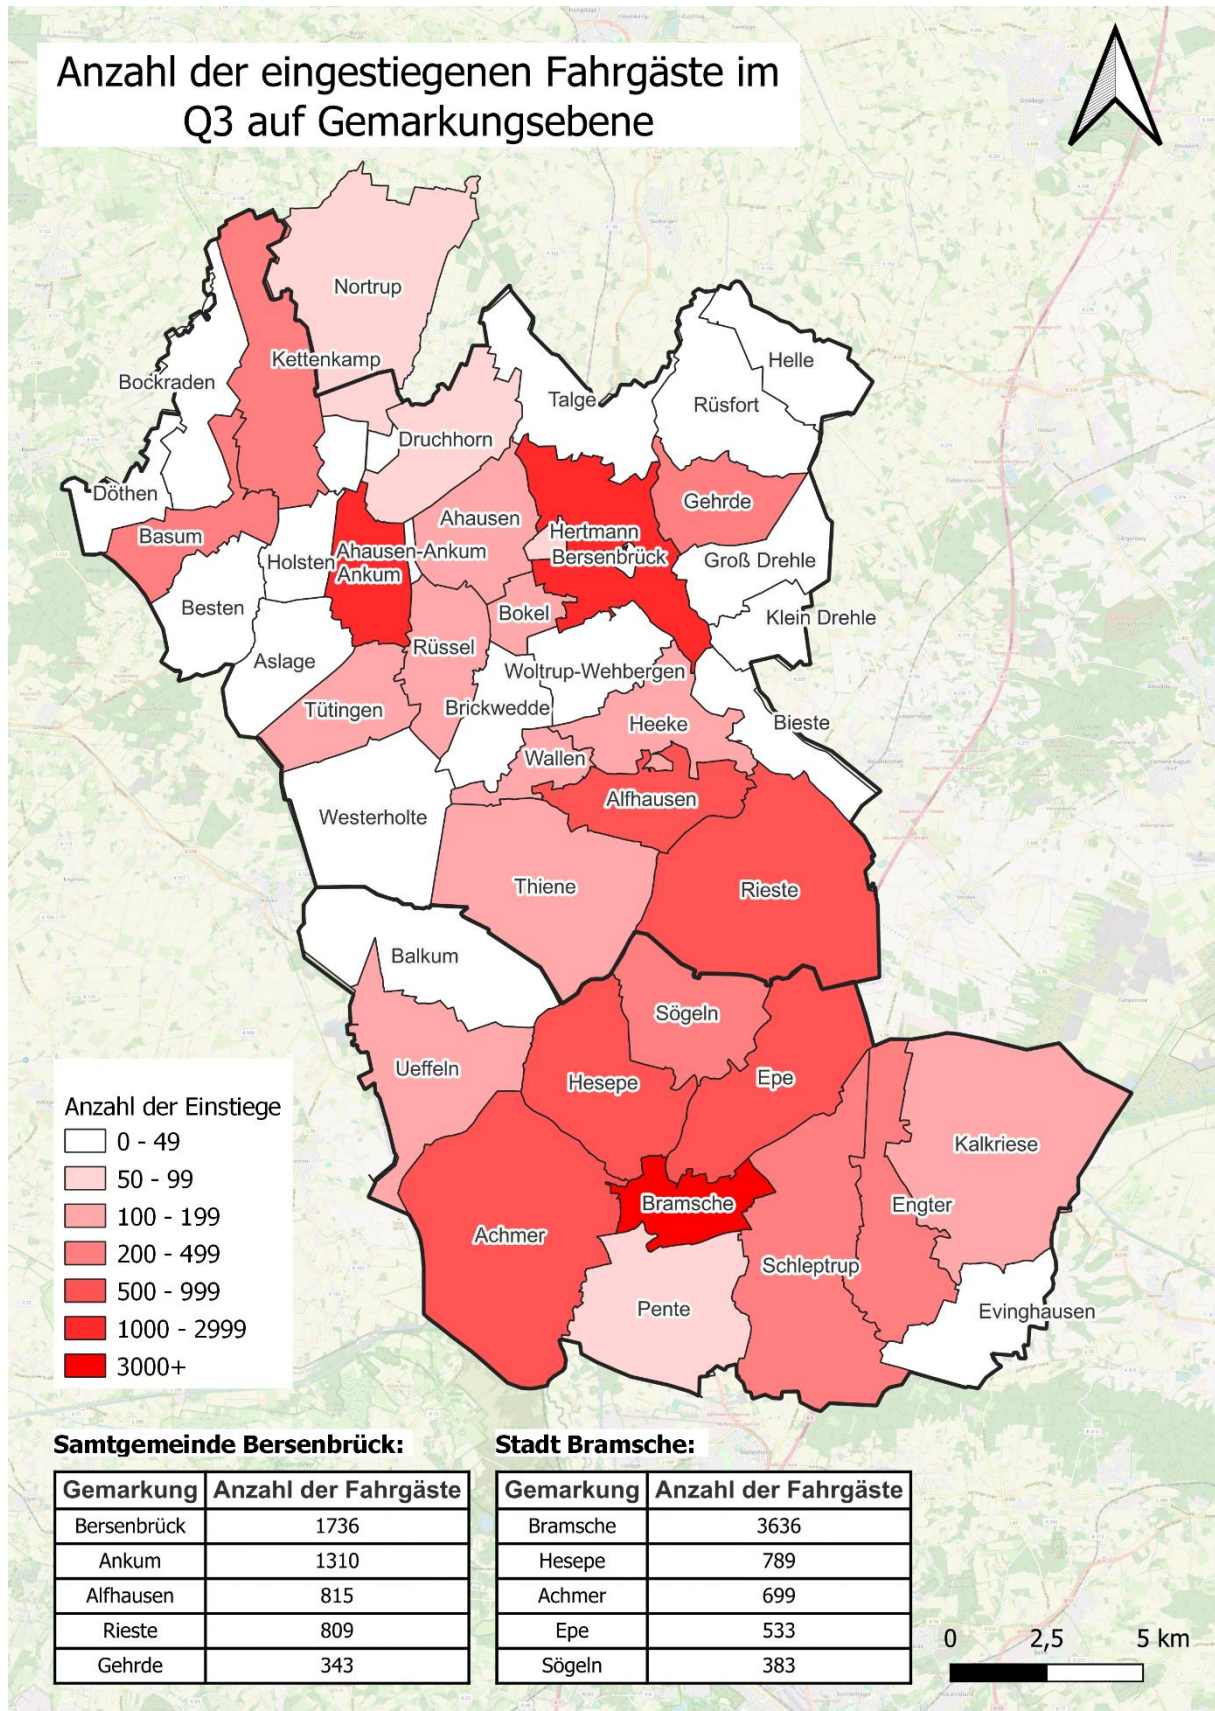 Anzahl der eingestiegenen Fahrgäste im
Q3 auf Gemarkungsebene
Nortrup
Kettenkamp
Bockraden
Helle
Rüsfort
Talge
Druchhorn
Döthen
Gehrde
Ahausen
Basum
Hertmann
Holsten
Ahausen-Ankum
Bersenbrück
Groß Drehle
Ankum
Besten
Bokel
Klein Drehle
Rüssel
Aslage
Woltrup-Wehbergen
Tütingen
Brickwedde
Heeke
Bieste
Wallen
Alfhausen
Westerholte
Thiene
Rieste
Balkum
Sögeln
Ueffeln
Hesepe
Epe
Kalkriese
Bramsche
Engter
Achmer
Schleptrup
Pente
Evinghausen
Anzahl der Einstiege
0 - 49
50 - 99
100 - 199
200 - 499
500 - 999
1000 - 2999
3000+
Samtgemeinde Bersenbrück:
Gemarkung Anzahl der Fahrgäste
Bersenbrück 1736
Ankum 1310
Alfhausen 815
Rieste 809
Gehrde 343
Stadt Bramsche:
Gemarkung Anzahl der Fahrgäste
Bramsche 3636
Hesepe 789
Achmer 699
Epe 533
Sögeln 383
0 2,5 5 km